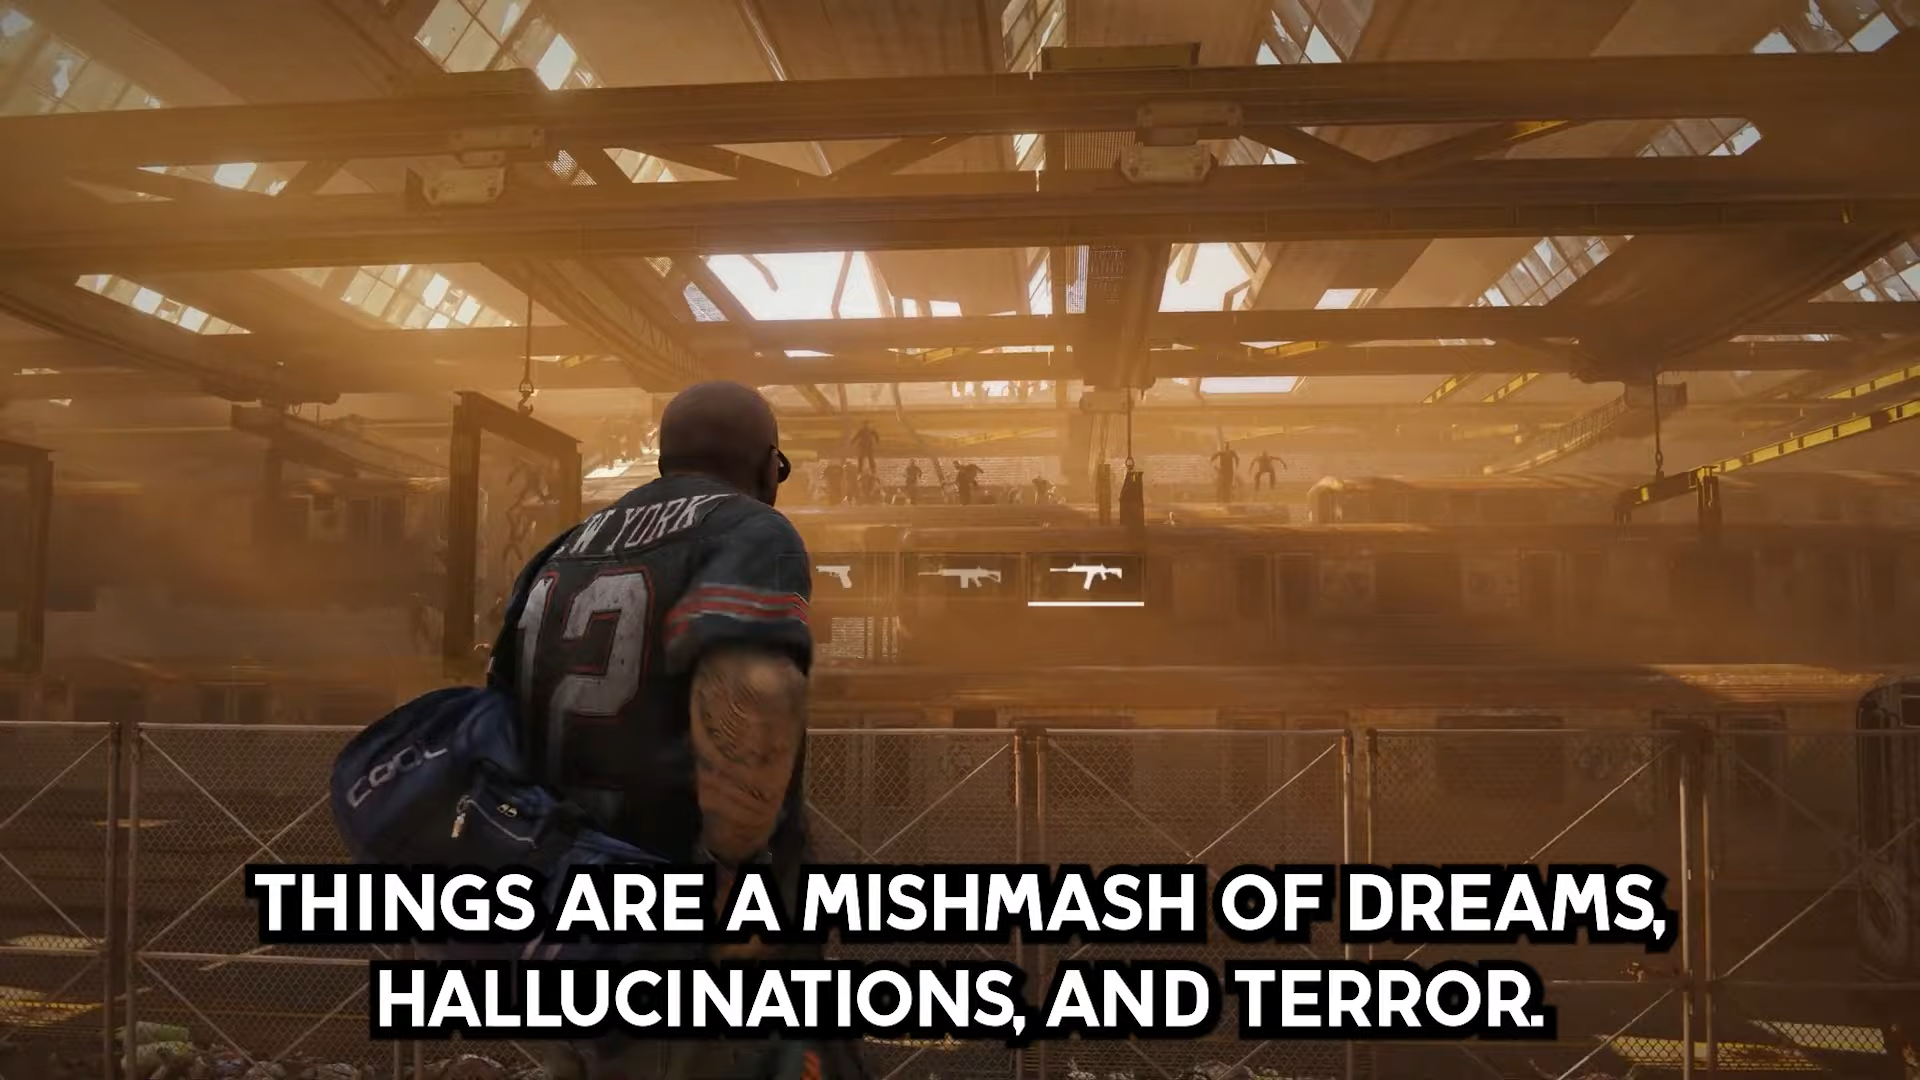 W YORK
12
THINGS ARE A MISHMASH OF DREAMS,
HALLUCINATIONS, AND TERROR.